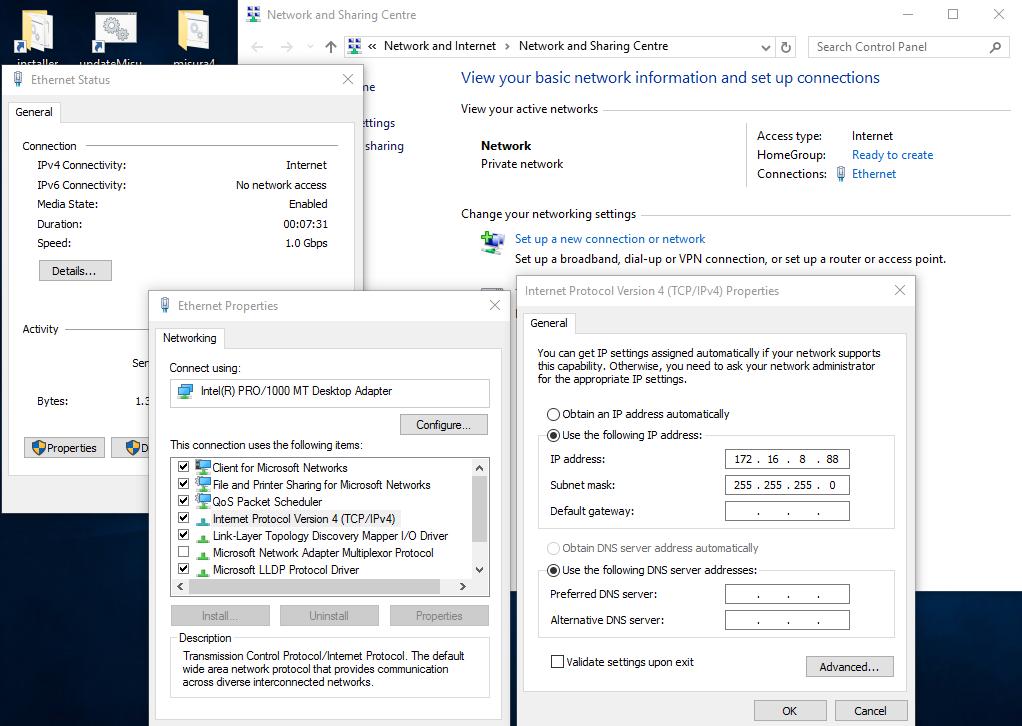 installer
updateMisu
misura4
Network and Sharing Centre
« Network and Internet › Network and Sharing Centre
Search Control Panel
me
ettings
sharing
View your basic network information and set up connections
View your active networks
Network
Private network
Access type: Internet
HomeGroup: Ready to create
Connections: Ethernet
Change your networking settings
Set up a new connection or network
Set up a broadband, dial-up or VPN connection, or set up a router or access point.
Ethernet Status
General
Connection
IPv4 Connectivity: Internet
IPv6 Connectivity: No network access
Media State: Enabled
Duration: 00:07:31
Speed: 1.0 Gbps
Details...
Activity
Sen
Bytes: 1.3
Properties
D
Ethernet Properties
Networking
Connect using:
Intel(R) PRO/1000 MT Desktop Adapter
Configure...
This connection uses the following items:
Client for Microsoft Networks
File and Printer Sharing for Microsoft Networks
QoS Packet Scheduler
Internet Protocol Version 4 (TCP/IPv4)
Link-Layer Topology Discovery Mapper I/O Driver
Microsoft Network Adapter Multiplexor Protocol
Microsoft LLDP Protocol Driver
Install... Uninstall Properties
Description
Transmission Control Protocol/Internet Protocol. The default
wide area network protocol that provides communication
across diverse interconnected networks.
Internet Protocol Version 4 (TCP/IPv4) Properties
General
You can get IP settings assigned automatically if your network supports
this capability. Otherwise, you need to ask your network administrator
for the appropriate IP settings.
Obtain an IP address automatically
Use the following IP address:
IP address: 172 . 16 . 8 . 88
Subnet mask: 255 . 255 . 255 . 0
Default gateway: . . .
Obtain DNS server address automatically
Use the following DNS server addresses:
Preferred DNS server: . . .
Alternative DNS server: . . .
Validate settings upon exit
Advanced...
OK Cancel